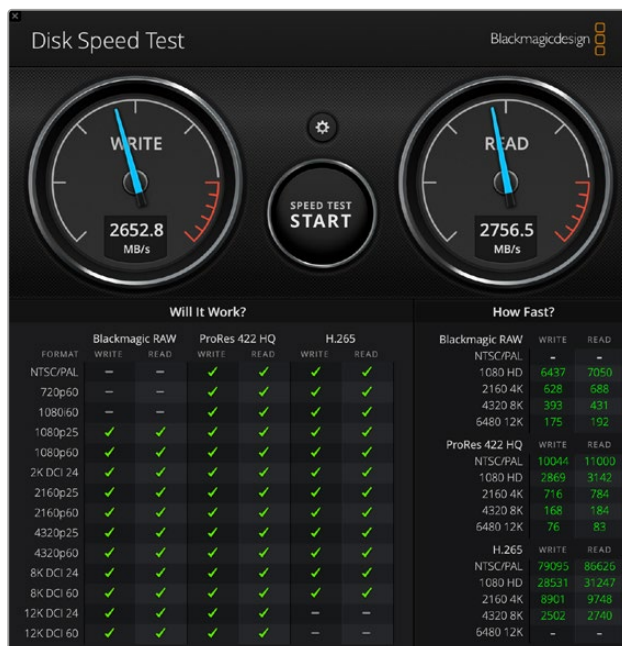 Disk Speed Test
Blackmagicdesign
WRITE
2652.8
MB/s
SPEED TEST
START
READ
2756.5
MB/s
Will It Work?
Blackmagic RAW ProRes 422 HQ H.265
FORMAT WRITE READ WRITE READ WRITE READ
NTSC/PAL – – ✓ ✓ ✓ ✓
720p60 – – ✓ ✓ ✓ ✓
1080i60 – – ✓ ✓ ✓ ✓
1080p25 ✓ ✓ ✓ ✓ ✓ ✓
1080p60 ✓ ✓ ✓ ✓ ✓ ✓
2K DCI 24 ✓ ✓ ✓ ✓ ✓ ✓
2160p25 ✓ ✓ ✓ ✓ ✓ ✓
2160p60 ✓ ✓ ✓ ✓ ✓ ✓
4320p25 ✓ ✓ ✓ ✓ ✓ ✓
4320p60 ✓ ✓ ✓ ✓ ✓ ✓
8K DCI 24 ✓ ✓ ✓ ✓ ✓ ✓
8K DCI 60 ✓ ✓ ✓ ✓ ✓ ✓
12K DCI 24 ✓ ✓ ✓ ✓ – –
12K DCI 60 ✓ ✓ ✓ ✓ – –
How Fast?
Blackmagic RAW WRITE READ
NTSC/PAL – –
1080 HD 6437 7050
2160 4K 628 688
4320 8K 393 431
6480 12K 175 192
ProRes 422 HQ WRITE READ
NTSC/PAL 10044 11000
1080 HD 2869 3142
2160 4K 716 784
4320 8K 168 184
6480 12K 76 83
H.265 WRITE READ
NTSC/PAL 79095 86626
1080 HD 28531 31247
2160 4K 8901 9748
4320 8K 2502 2740
6480 12K – –